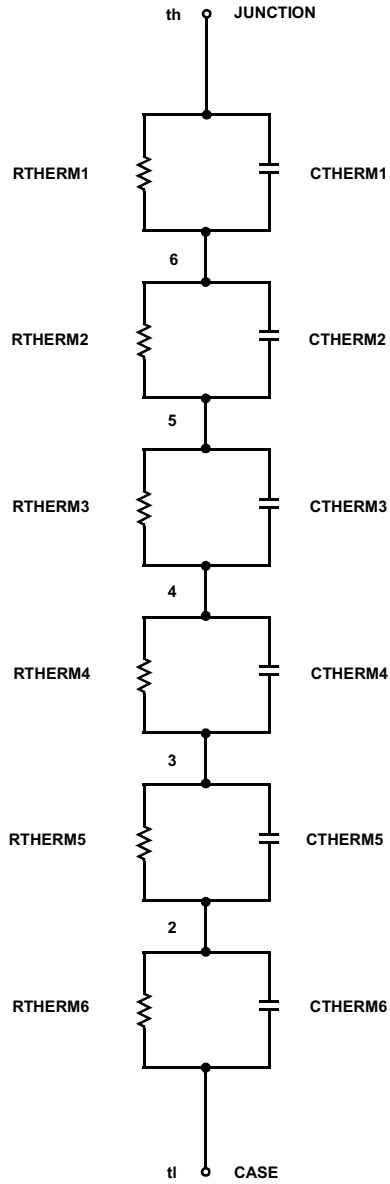 th JUNCTION
RTHERM1 CTHERM1
6
RTHERM2 CTHERM2
5
RTHERM3 CTHERM3
4
RTHERM4 CTHERM4
3
RTHERM5 CTHERM5
2
RTHERM6 CTHERM6
tl CASE